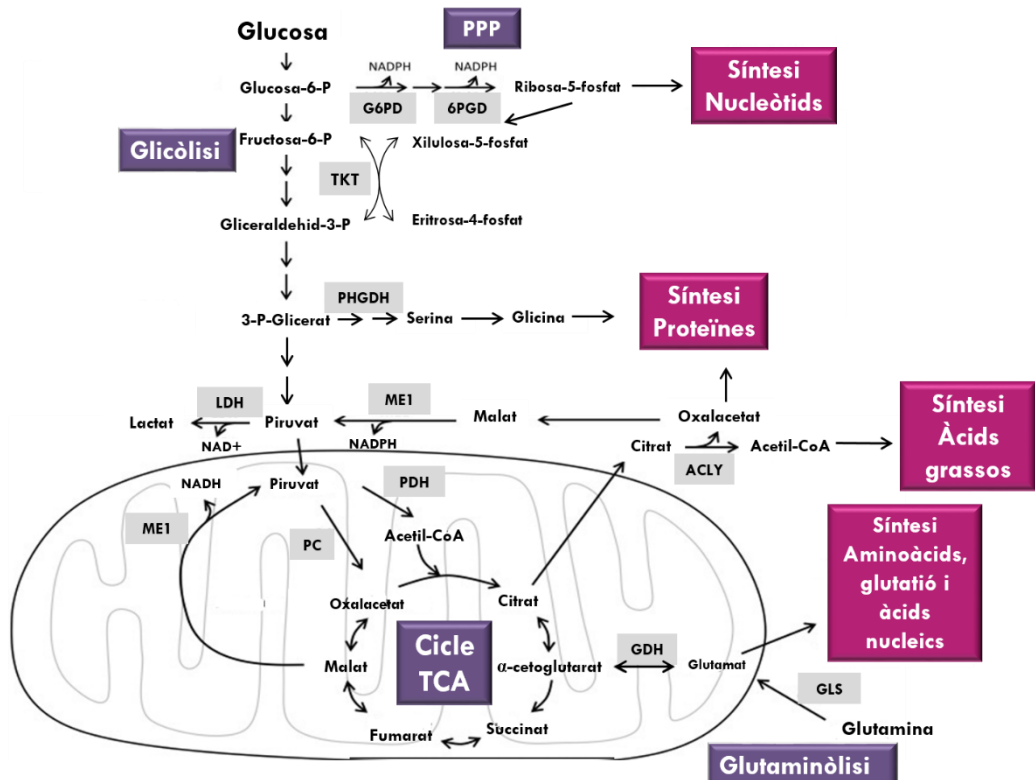 Glucosa
PPP
NADPH
NADPH
Glucosa-6-P
G6PD
6PGD
Ribosa-5-fosfat
Síntesi
Nucleòtids
Glicòlisi
Fructosa-6-P
Xilulosa-5-fosfat
TKT
Gliceraldehid-3-P
Eritrosa-4-fosfat
PHGDH
3-P-Glicerat
Serina
Glicina
Síntesi
Proteïnes
LDH
ME1
Lactat
Piruvat
Malat
Oxalacetat
NAD+
NADPH
Citrat
Acetil-CoA
ACLY
Síntesi
Àcids
grassos
NADH
Piruvat
PDH
ME1
PC
Acetil-CoA
Síntesi
Aminoàcids,
glutatió i
àcids
nucleics
Oxalacetat
Citrat
Cicle
TCA
Malat
α-cetoglutarat
GDH
Glutamat
GLS
Fumarat
Succinat
Glutamina
Glutaminòlisi